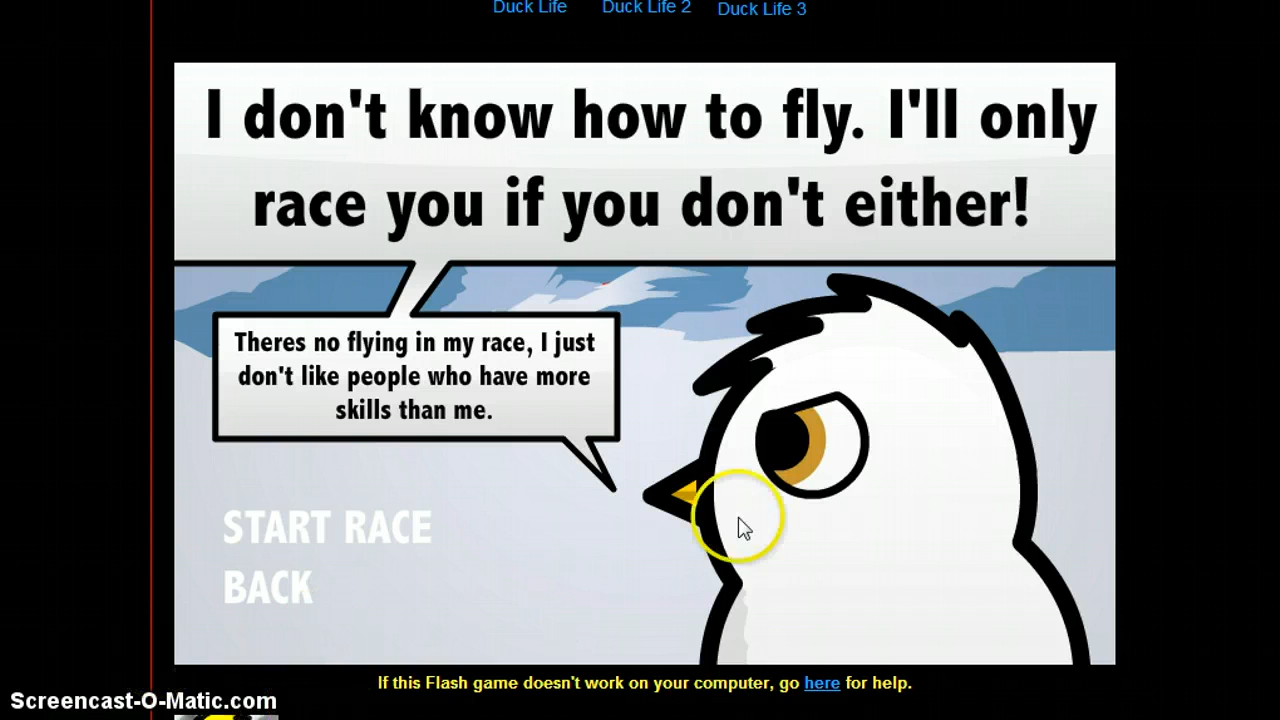 Duck Life Duck Life 2 Duck Life 3
I don't know how to fly. I'll only
race you if you don't either!
Theres no flying in my race, I just
don't like people who have more
skills than me.
START RACE
BACK
If this Flash game doesn't work on your computer, go here for help.
Screencast-O-Matic.com